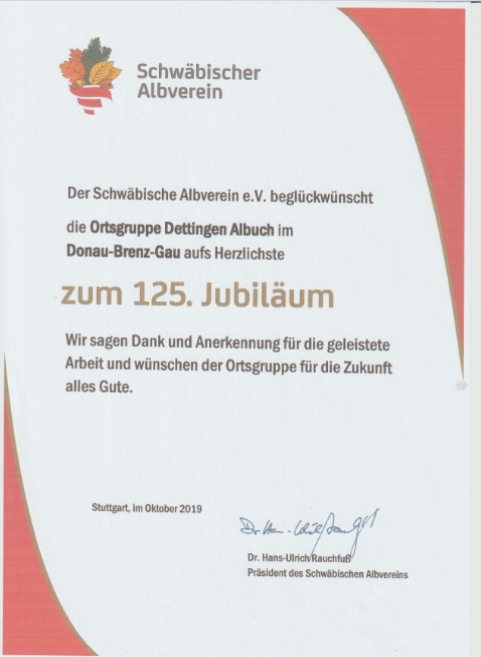 Schwäbischer
Albverein
Der Schwäbische Albverein e.V. beglückwünscht
die Ortsgruppe Dettingen Albuch im
Donau-Brenz-Gau aufs Herzlichste
zum 125. Jubiläum
Wir sagen Dank und Anerkennung für die geleistete
Arbeit und wünschen der Ortsgruppe für die Zukunft
alles Gute.
Stuttgart, im Oktober 2019
Dr. Hans-Ulrich Rauchfuß
Präsident des Schwäbischen Albvereins